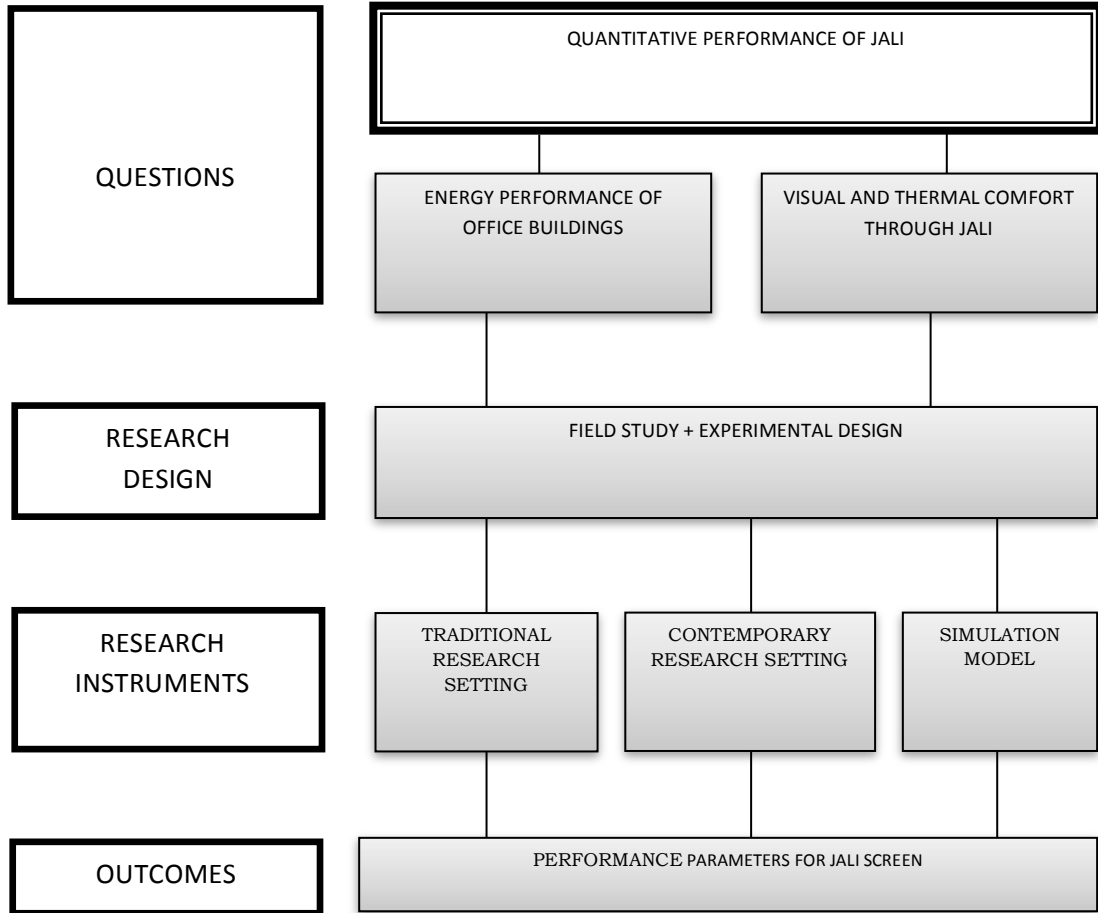 QUESTIONS
QUANTITATIVE PERFORMANCE OF JALI
ENERGY PERFORMANCE OF
OFFICE BUILDINGS
VISUAL AND THERMAL COMFORT
THROUGH JALI
RESEARCH
DESIGN
FIELD STUDY + EXPERIMENTAL DESIGN
RESEARCH
INSTRUMENTS
TRADITIONAL
RESEARCH
SETTING
CONTEMPORARY
RESEARCH SETTING
SIMULATION
MODEL
OUTCOMES
PERFORMANCE PARAMETERS FOR JALI SCREEN